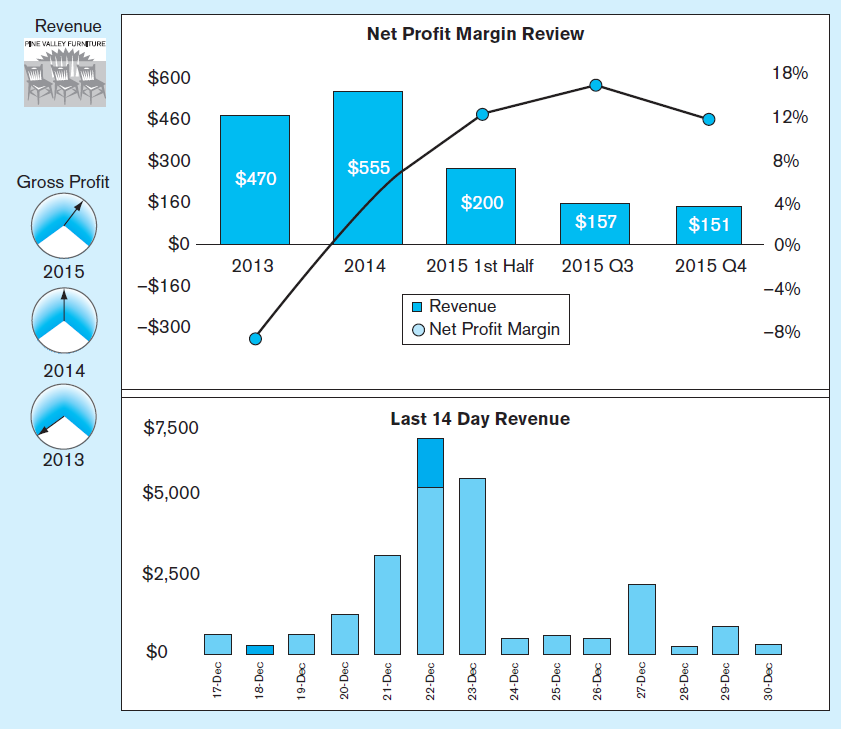 Revenue
PINE VALLEY FURNITURE
Gross Profit
2015
2014
2013
Net Profit Margin Review
$600
$460
$300
$160
$0
−$160
−$300
18%
12%
8%
4%
0%
−4%
−8%
$470
$555
$200
$157
$151
2013
2014
2015 1st Half
2015 Q3
2015 Q4
Revenue
Net Profit Margin
Last 14 Day Revenue
$7,500
$5,000
$2,500
$0
17-Dec
18-Dec
19-Dec
20-Dec
21-Dec
22-Dec
23-Dec
24-Dec
25-Dec
26-Dec
27-Dec
28-Dec
29-Dec
30-Dec